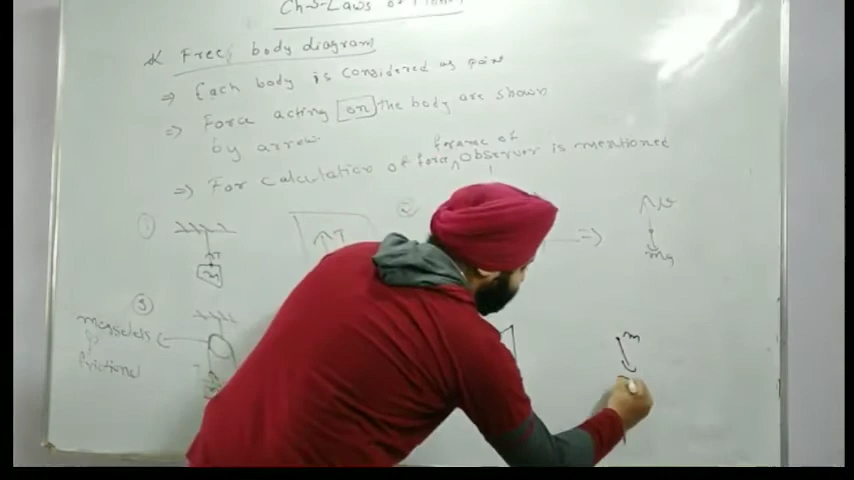 Ch-5-Laws of Motion
* Free body diagram
⇒ Each body is considered as point
⇒ Force acting on the body are shown
by arrow
⇒ For calculation of force, frame of Observer is mentioned
①
②
⇒
N
mg
T
m
③
massless
frictional
m